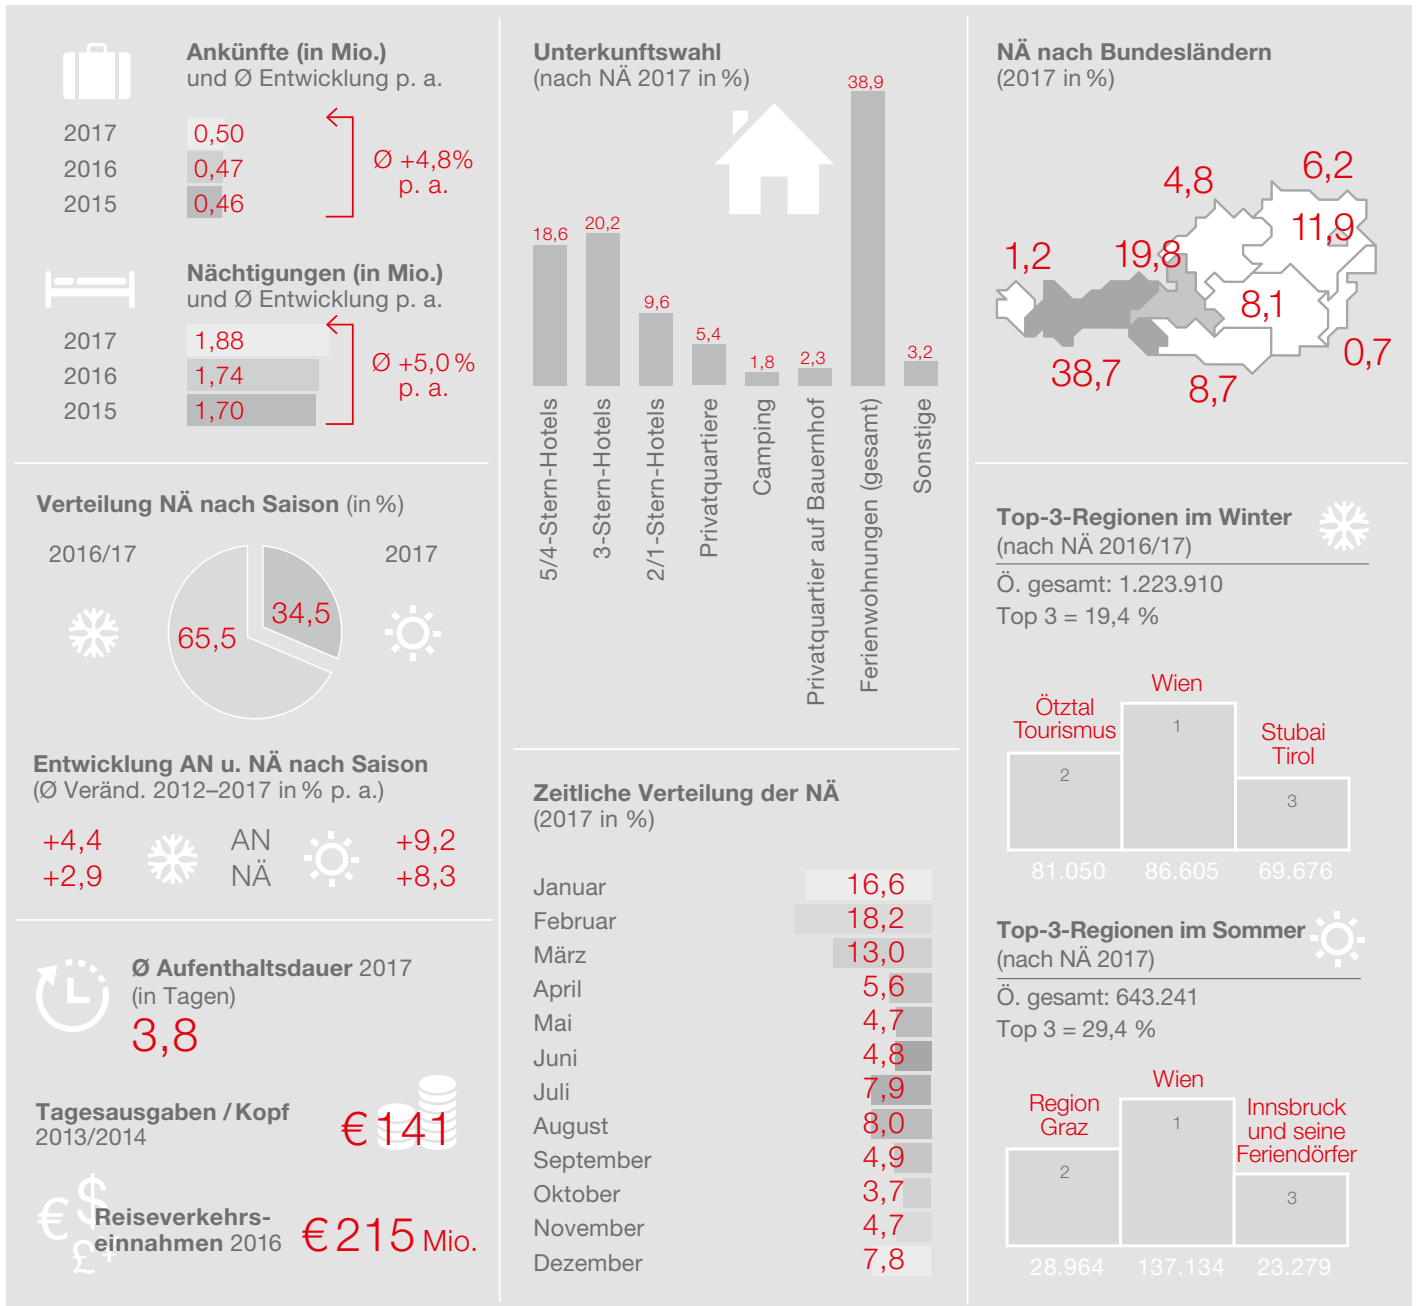 Ankünfte (in Mio.)
und Ø Entwicklung p. a.
2017
0,50
2016
0,47
2015
0,46
Ø +4,8%
p. a.
Nächtigungen (in Mio.)
und Ø Entwicklung p. a.
2017
1,88
2016
1,74
2015
1,70
Ø +5,0 %
p. a.
Verteilung NÄ nach Saison (in %)
2016/17
2017
65,5
34,5
Entwicklung AN u. NÄ nach Saison
(Ø Veränd. 2012–2017 in % p. a.)
+4,4 AN +9,2
+2,9 NÄ +8,3
Ø Aufenthaltsdauer 2017
(in Tagen)
3,8
Tagesausgaben / Kopf
2013/2014
€ 141
€ $ £ ¥
Reiseverkehrs-
einnahmen 2016
€ 215 Mio.
Unterkunftswahl
(nach NÄ 2017 in %)
18,6
20,2
9,6
5,4
1,8
2,3
38,9
3,2
5/4-Stern-Hotels
3-Stern-Hotels
2/1-Stern-Hotels
Privatquartiere
Camping
Privatquartier auf Bauernhof
Ferienwohnungen (gesamt)
Sonstige
Zeitliche Verteilung der NÄ
(2017 in %)
Januar 16,6
Februar 18,2
März 13,0
April 5,6
Mai 4,7
Juni 4,8
Juli 7,9
August 8,0
September 4,9
Oktober 3,7
November 4,7
Dezember 7,8
NÄ nach Bundesländern
(2017 in %)
6,2
4,8
11,9
1,2
19,8
8,1
0,7
38,7
8,7
Top-3-Regionen im Winter
(nach NÄ 2016/17)
Ö. gesamt: 1.223.910
Top 3 = 19,4 %
Wien
Ötztal
Tourismus
Stubai
Tirol
1
2
3
81.050
86.605
69.676
Top-3-Regionen im Sommer
(nach NÄ 2017)
Ö. gesamt: 643.241
Top 3 = 29,4 %
Wien
Region
Graz
Innsbruck
und seine
Feriendörfer
1
2
3
28.964
137.134
23.279